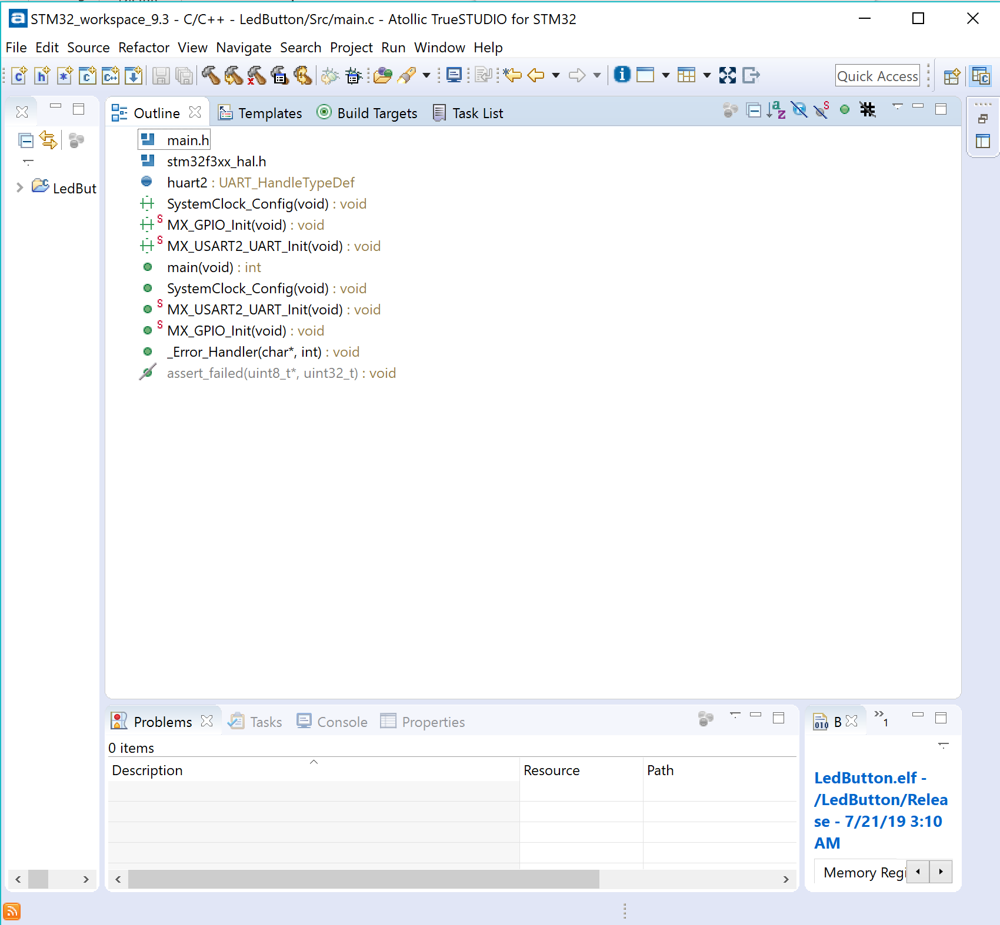 STM32_workspace_9.3 - C/C++ - LedButton/Src/main.c - Atollic TrueSTUDIO for STM32
File Edit Source Refactor View Navigate Search Project Run Window Help
Quick Access
Outline Templates Build Targets Task List
main.h
stm32f3xx_hal.h
huart2 : UART_HandleTypeDef
LedBut
SystemClock_Config(void) : void
MX_GPIO_Init(void) : void
MX_USART2_UART_Init(void) : void
main(void) : int
SystemClock_Config(void) : void
MX_USART2_UART_Init(void) : void
MX_GPIO_Init(void) : void
_Error_Handler(char*, int) : void
assert_failed(uint8_t*, uint32_t) : void
Problems Tasks Console Properties
0 items
Description Resource Path
B »1
LedButton.elf -
/LedButton/Relea
se - 7/21/19 3:10
AM
Memory Regi